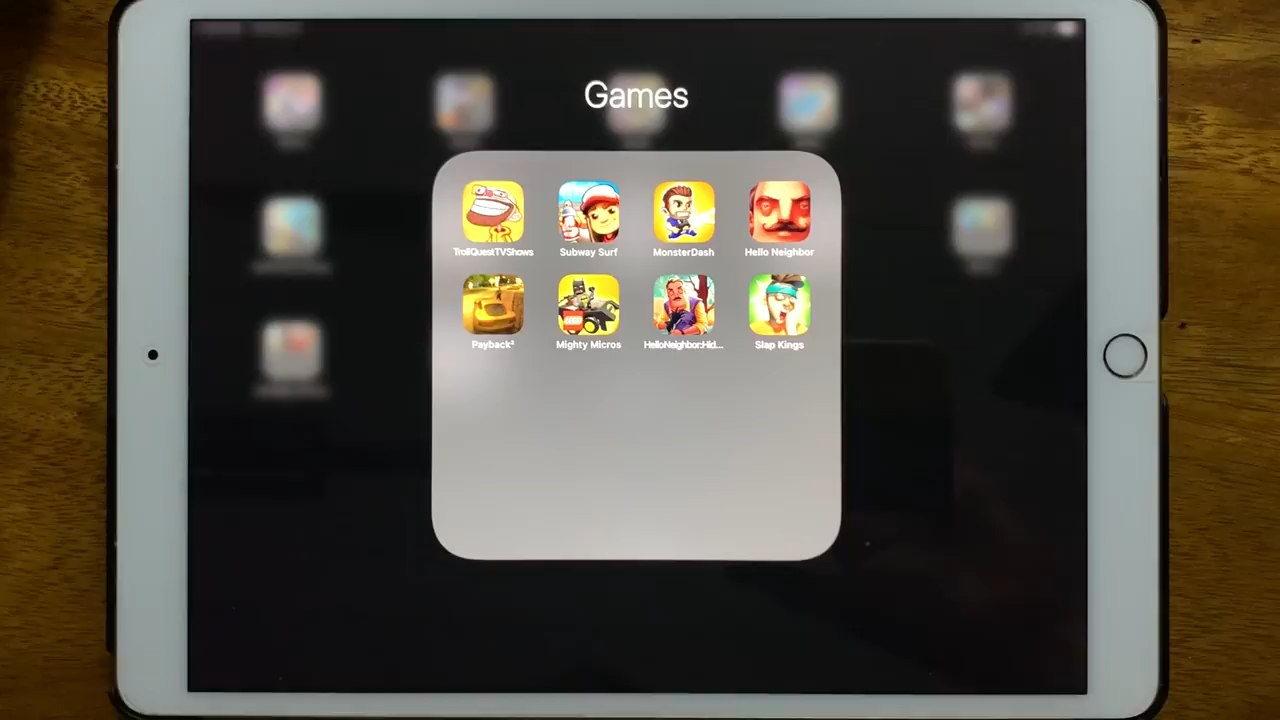 Games
TrollQuestTVShows
Subway Surf
MonsterDash
Hello Neighbor
Payback²
Mighty Micros
HelloNeighbor:Hid...
Slap Kings